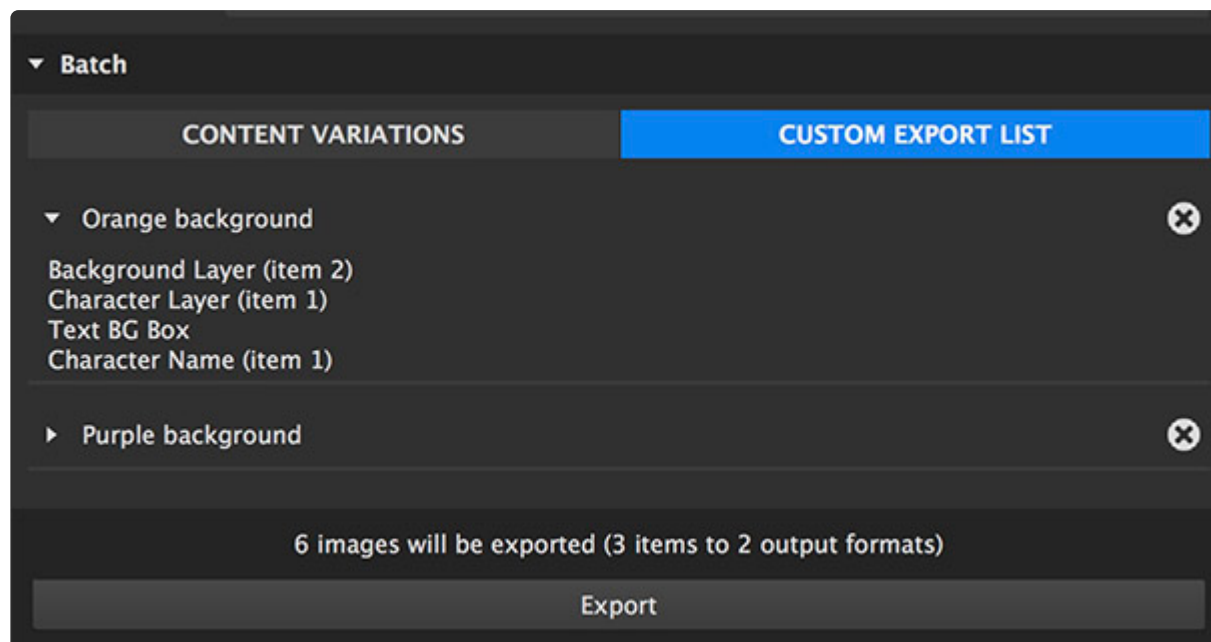 Batch
CONTENT VARIATIONS
CUSTOM EXPORT LIST
Orange background
Background Layer (item 2)
Character Layer (item 1)
Text BG Box
Character Name (item 1)
Purple background
6 images will be exported (3 items to 2 output formats)
Export